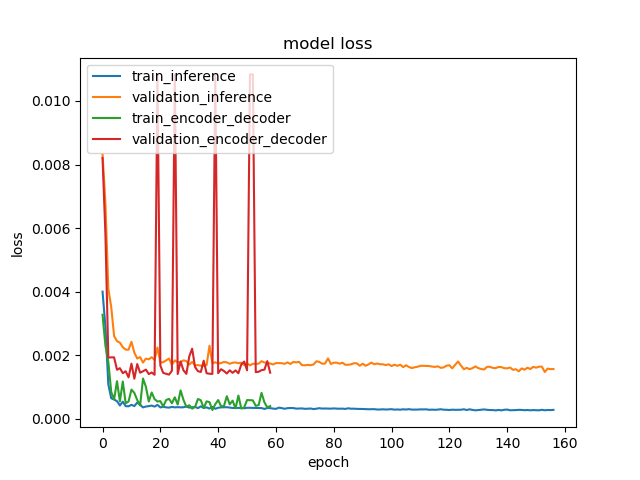 model loss
train_inference
validation_inference
train_encoder_decoder
validation_encoder_decoder
0.010
0.008
0.006
0.004
0.002
0.000
loss
0 20 40 60 80 100 120 140 160
epoch